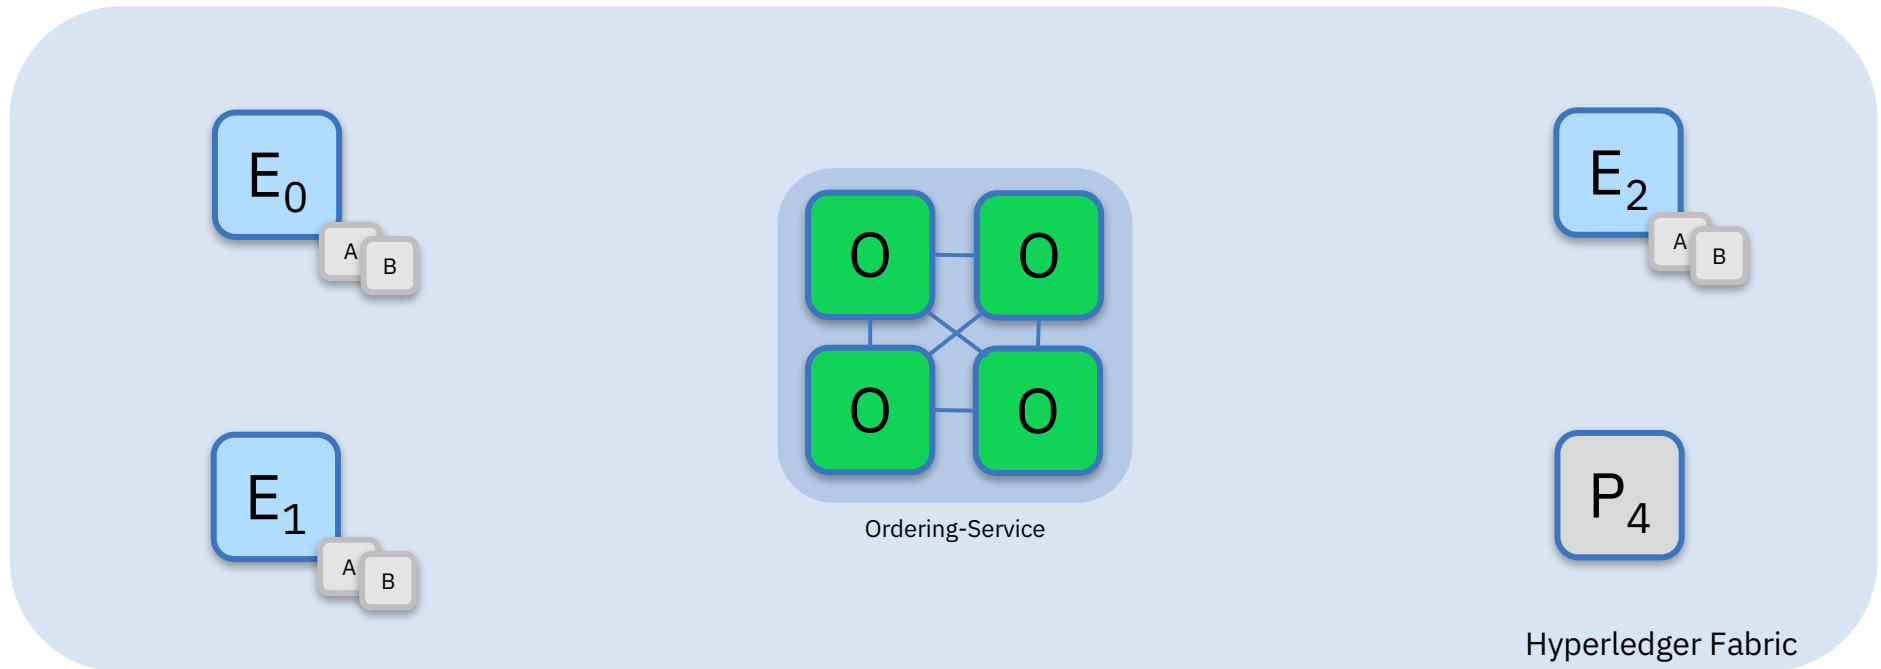 E0
A
B
E1
A
B
O
O
O
O
Ordering-Service
E2
A
B
P4
Hyperledger Fabric